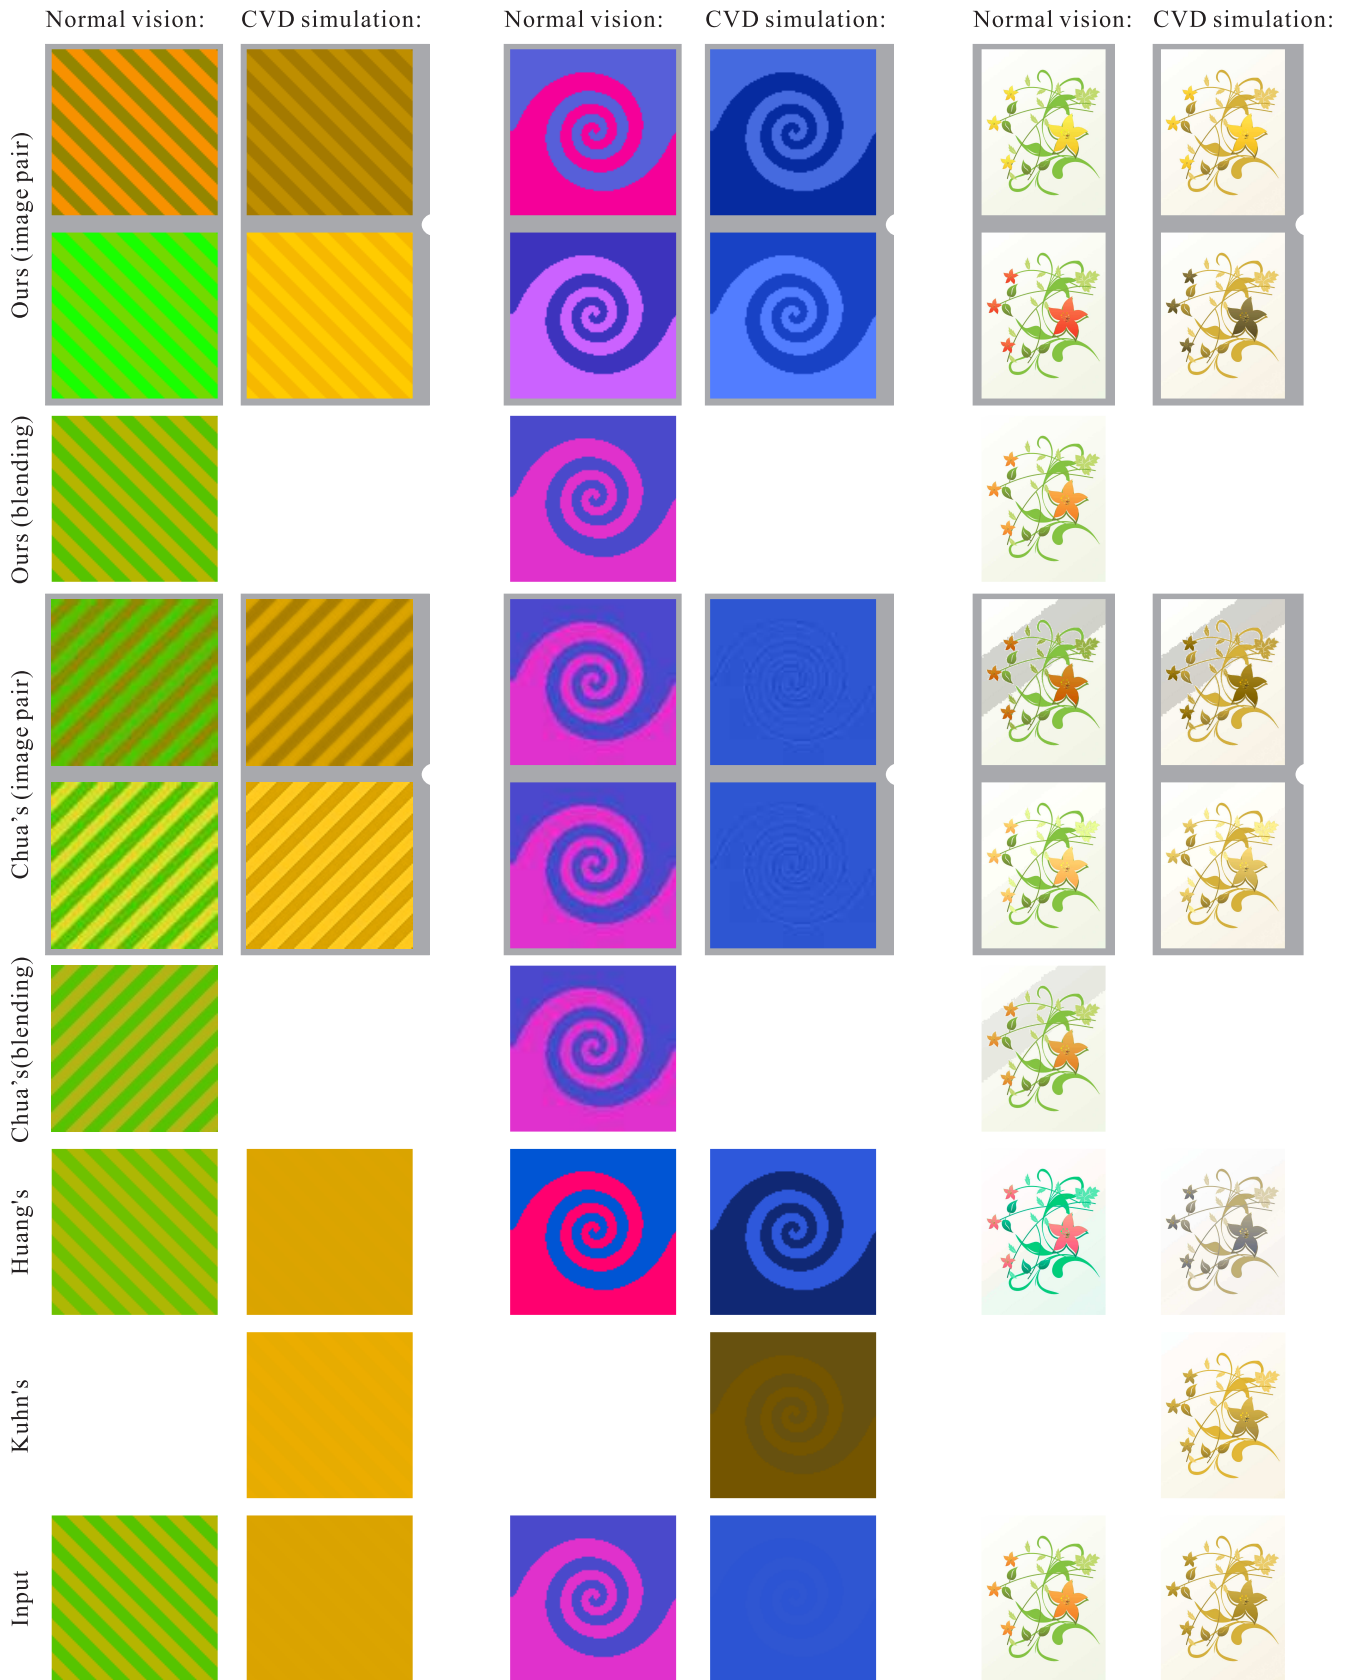 Normal vision: CVD simulation: Normal vision: CVD simulation: Normal vision: CVD simulation:
Ours (image pair)
Ours (blending)
Chua’s (image pair)
Chua’s(blending)
Huang's
Kuhn's
Input